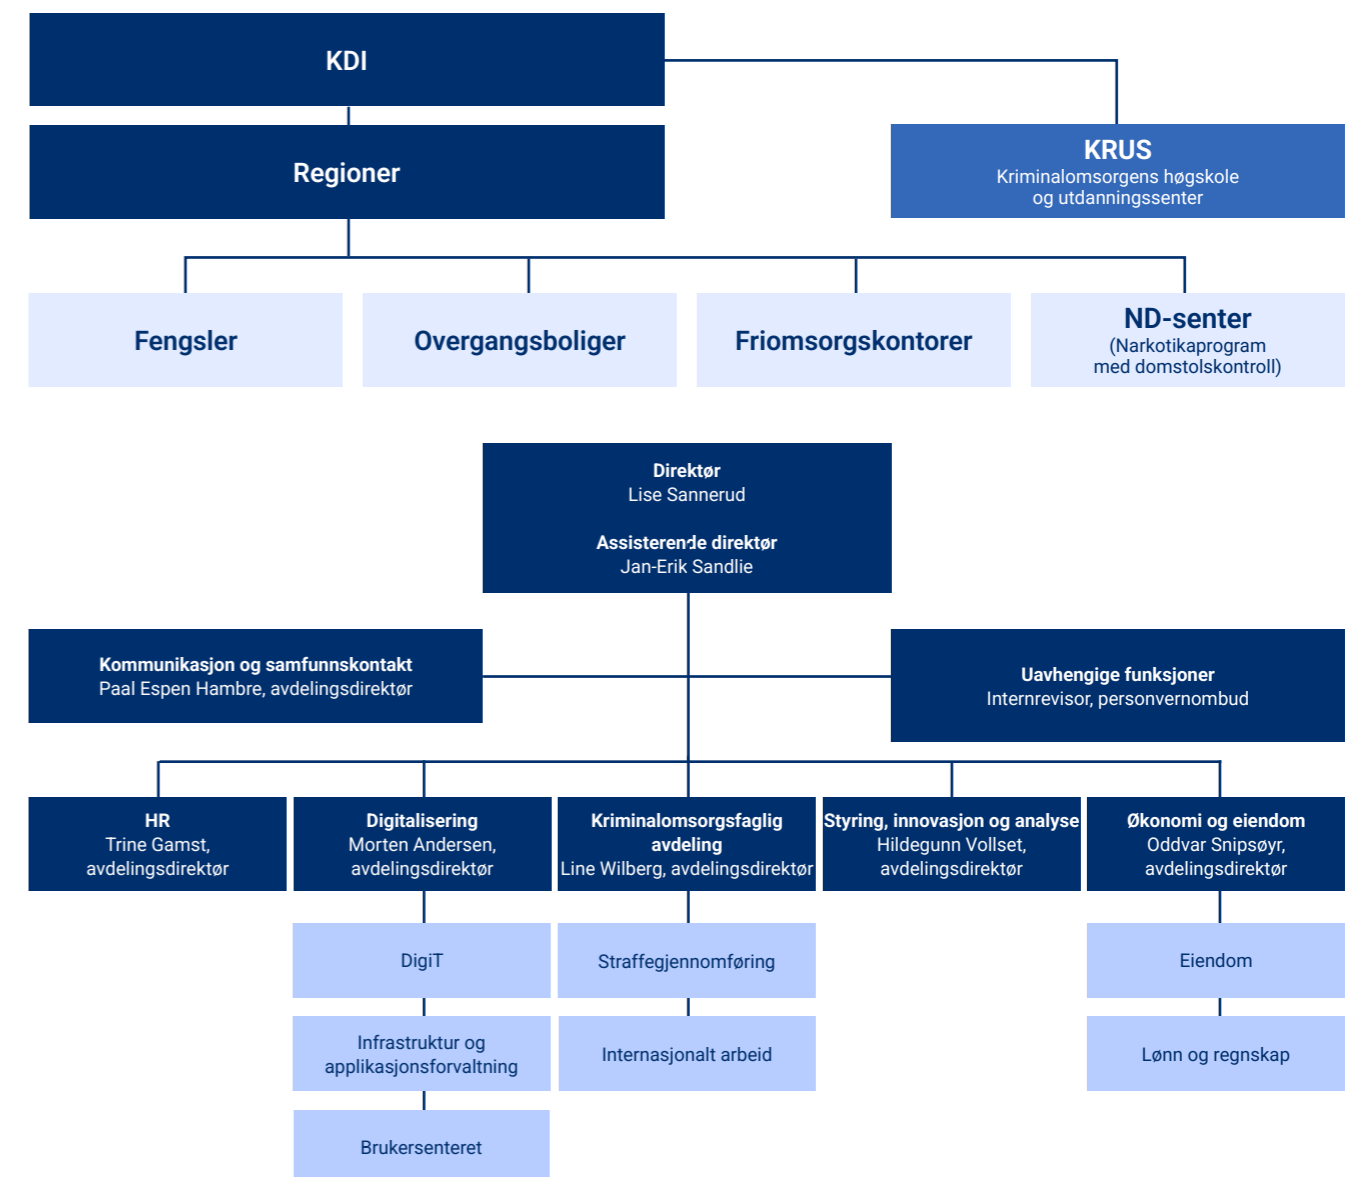 KDI
Regioner
KRUS
Kriminalomsorgens høgskole
og utdanningssenter
Fengsler
Overgangsboliger
Friomsorgskontorer
ND-senter
(Narkotikaprogram
med domstolskontroll)
Direktør
Lise Sannerud
Assisterende direktør
Jan-Erik Sandlie
Kommunikasjon og samfunnskontakt
Paal Espen Hambre, avdelingsdirektør
Uavhengige funksjoner
Internrevisor, personvernombud
HR
Trine Gamst,
avdelingsdirektør
Digitalisering
Morten Andersen,
avdelingsdirektør
Kriminalomsorgsfaglig
avdeling
Line Wilberg, avdelingsdirektør
Styring, innovasjon og analyse
Hildegunn Vollset,
avdelingsdirektør
Økonomi og eiendom
Oddvar Snipsøyr,
avdelingsdirektør
DigiT
Infrastruktur og
applikasjonsforvaltning
Brukersenteret
Straffegjennomføring
Internasjonalt arbeid
Eiendom
Lønn og regnskap